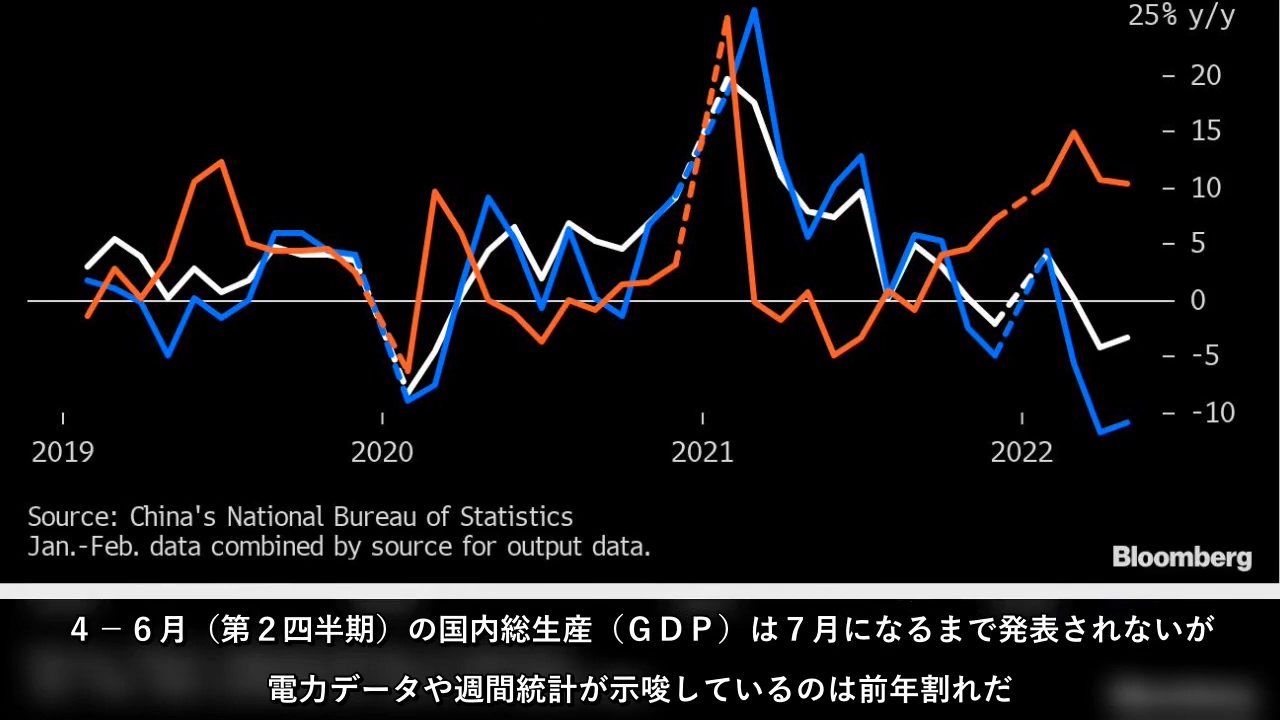 25% y/y
20
15
10
5
0
-5
-10
2019 2020 2021 2022
Source: China's National Bureau of Statistics
Jan.-Feb. data combined by source for output data.
Bloomberg
４－６月（第２四半期）の国内総生産（ＧＤＰ）は７月になるまで発表されないが
電力データや週間統計が示唆しているのは前年割れだ